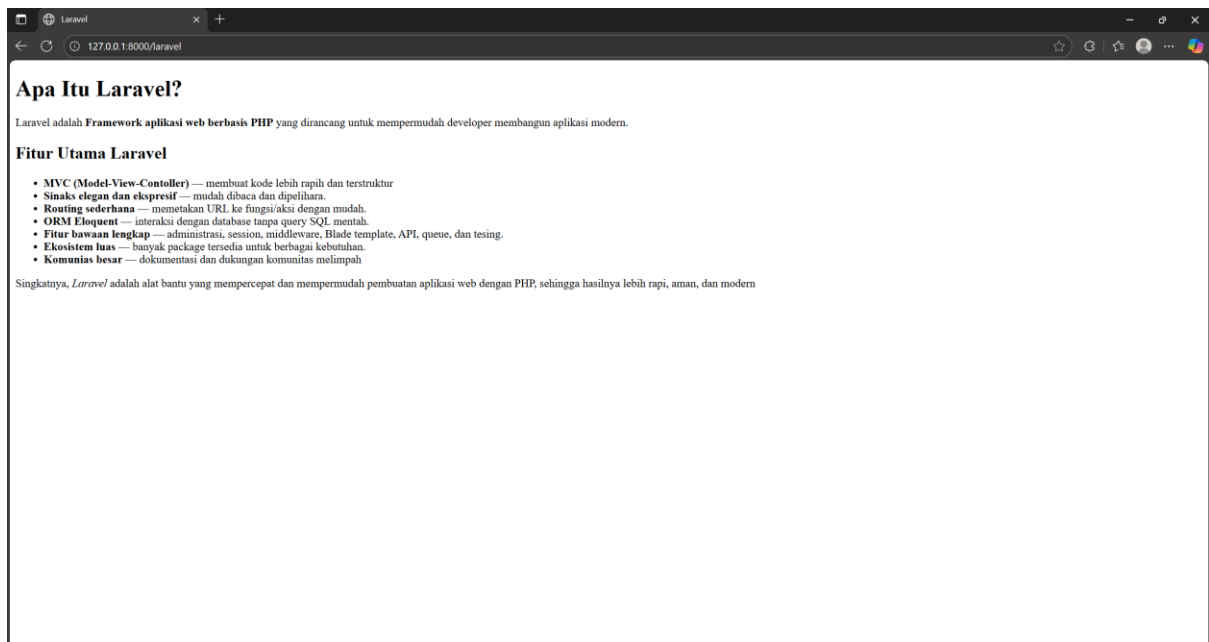 Laravel
127.0.0.1:8000/laravel
Apa Itu Laravel?
Laravel adalah Framework aplikasi web berbasis PHP yang dirancang untuk mempermudah developer membangun aplikasi modern.
Fitur Utama Laravel
• MVC (Model-View-Contoller) — membuat kode lebih rapih dan terstruktur
• Sinaks elegan dan ekspresif — mudah dibaca dan dipelihara.
• Routing sederhana — memetakan URL ke fungsi/aksi dengan mudah.
• ORM Eloquent — interaksi dengan database tanpa query SQL mentah.
• Fitur bawaan lengkap — administrasi, session, middleware, Blade template, API, queue, dan tesing.
• Ekosistem luas — banyak package tersedia untuk berbagai kebutuhan.
• Komunias besar — dokumentasi dan dukungan komunitas melimpah
Singkatnya, Laravel adalah alat bantu yang mempercepat dan mempermudah pembuatan aplikasi web dengan PHP, sehingga hasilnya lebih rapi, aman, dan modern